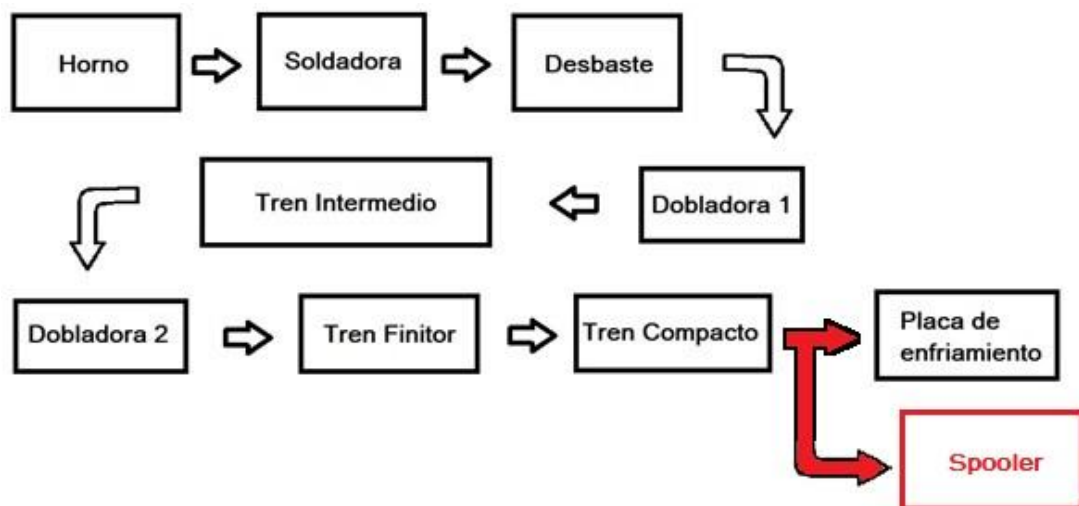 Horno
Soldadora
Desbaste
Dobladora 1
Tren Intermedio
Dobladora 2
Tren Finitor
Tren Compacto
Placa de
enfriamiento
Spooler